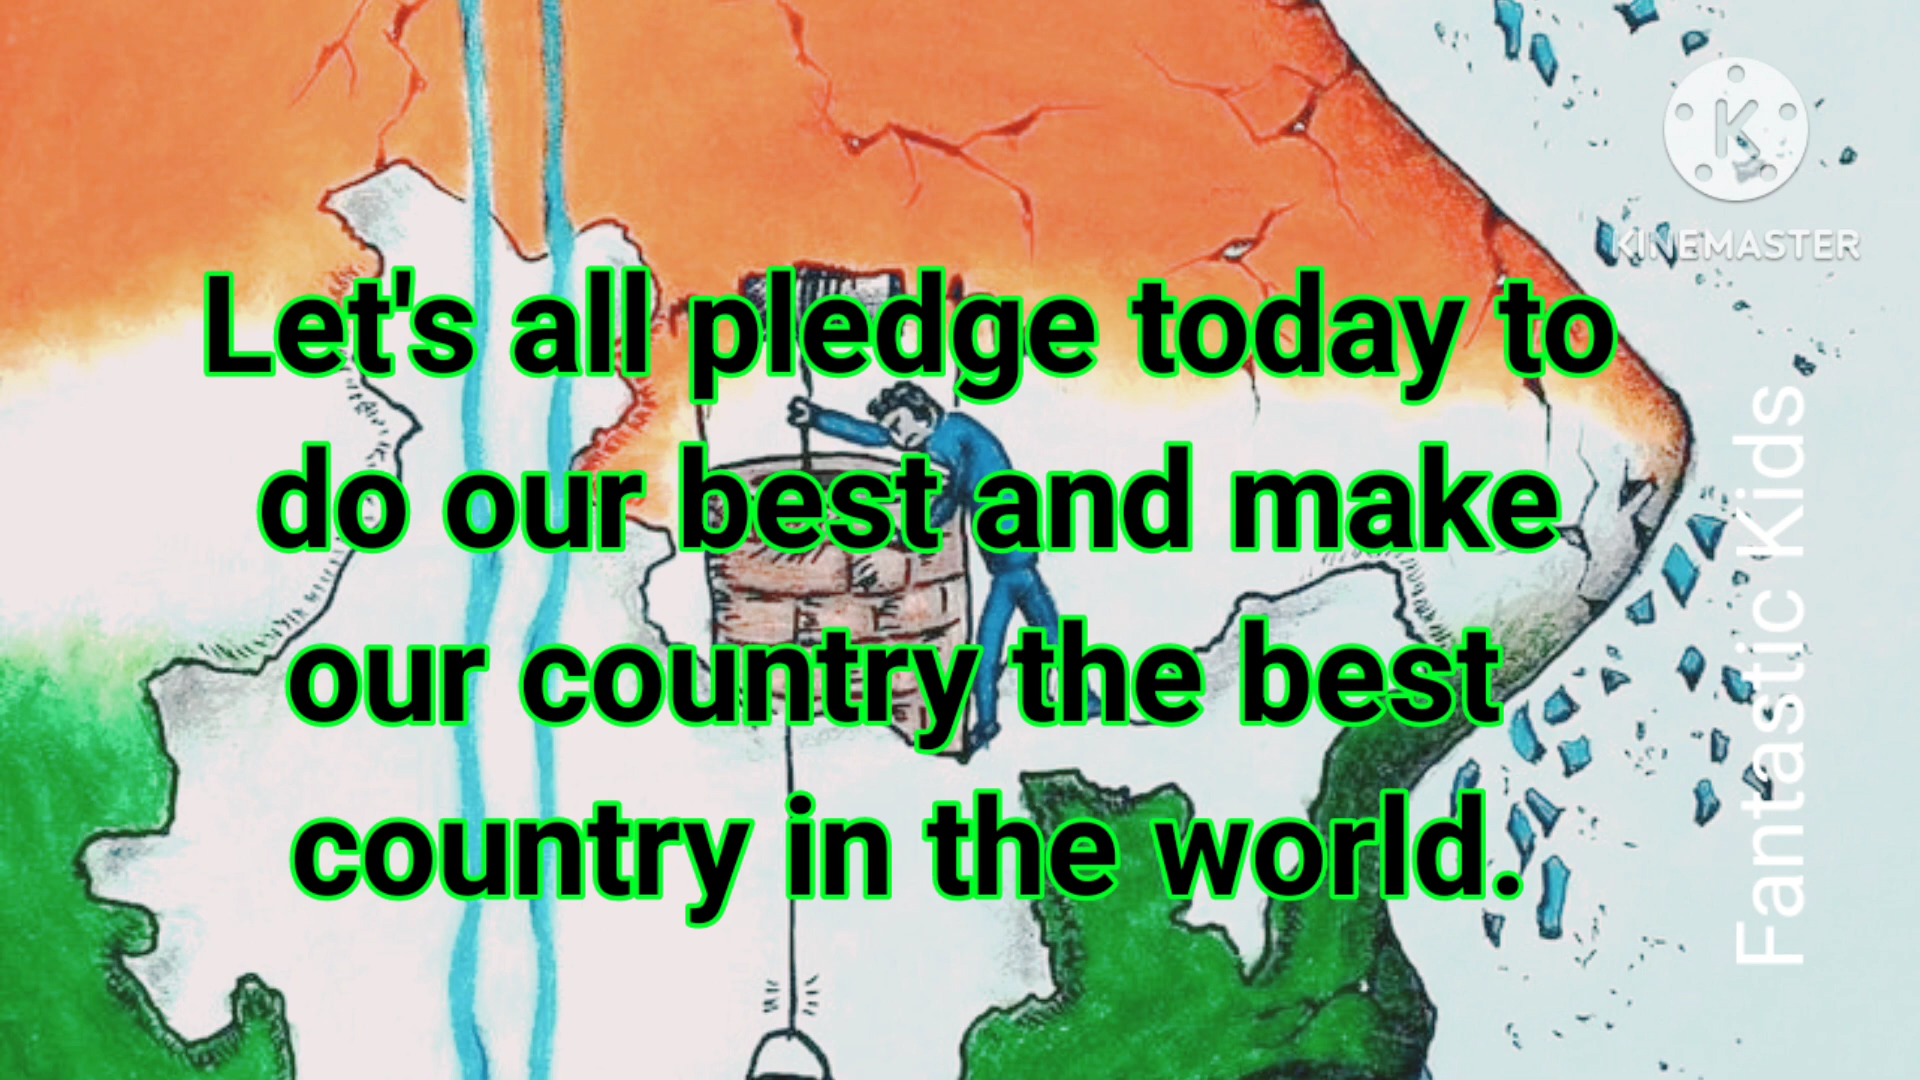 Let's all pledge today to
do our best and make
our country the best
country in the world.
K
KINEMASTER
Fantastic Kids